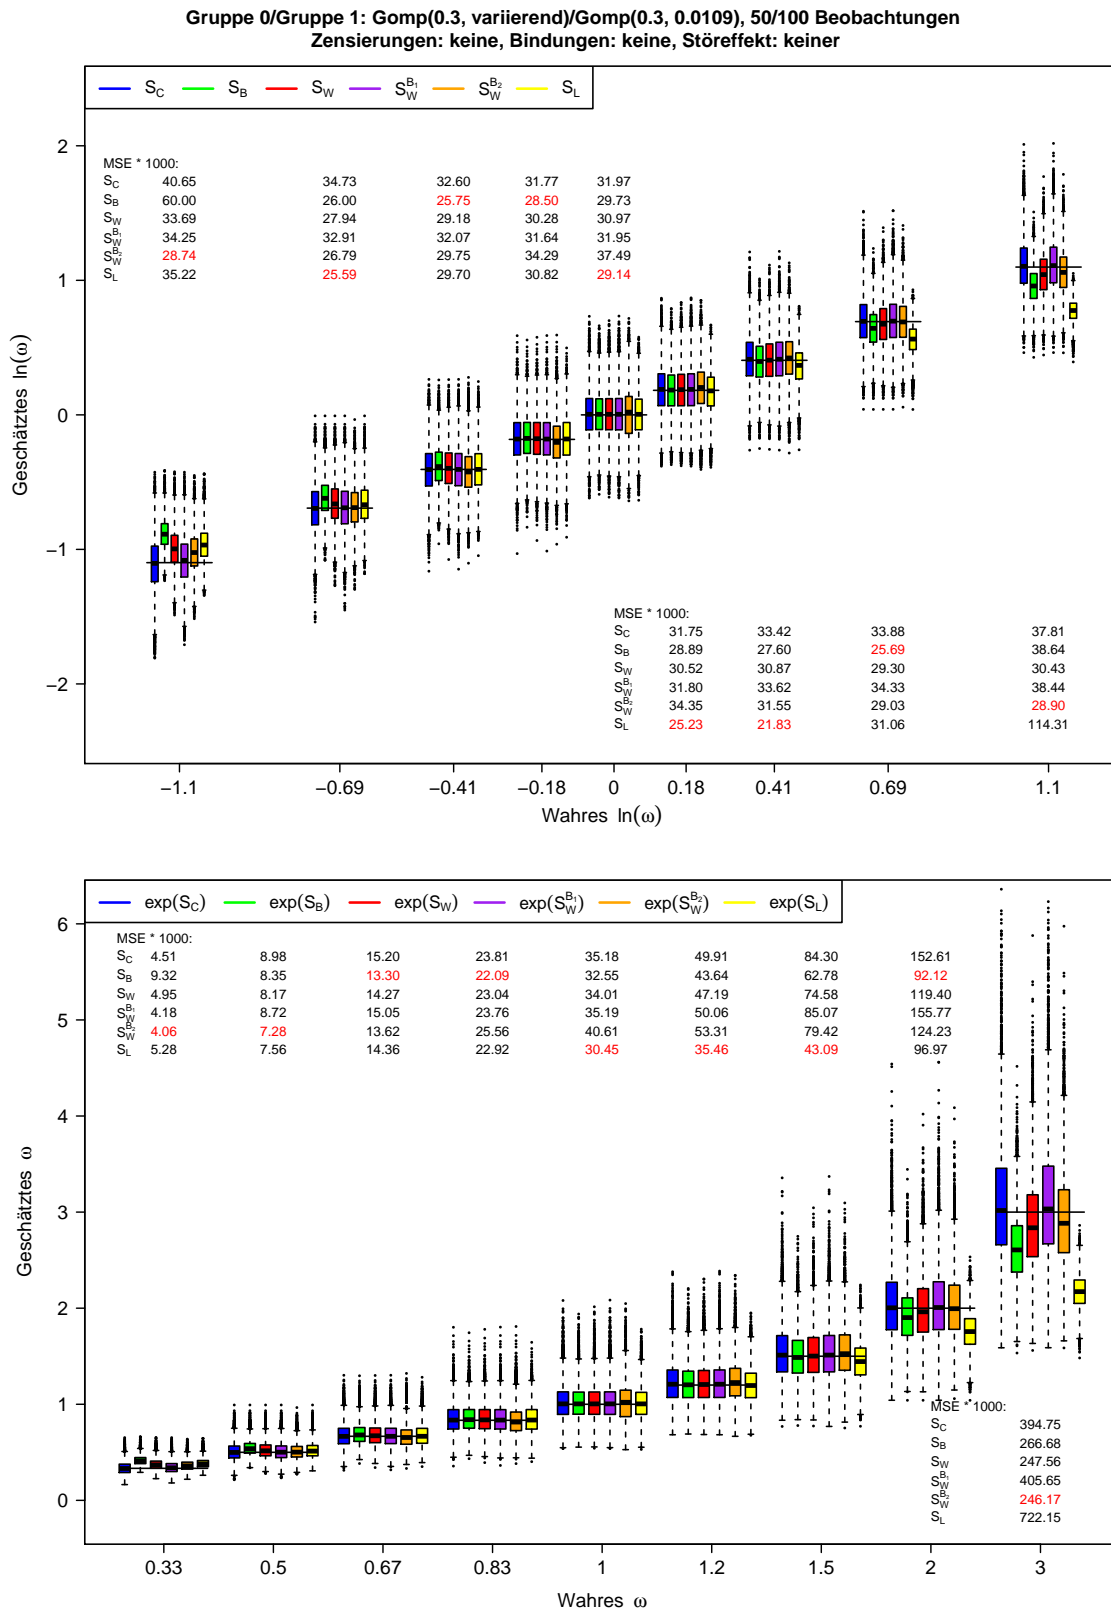 Gruppe 0/Gruppe 1: Gomp(0.3, variierend)/Gomp(0.3, 0.0109), 50/100 Beobachtungen
Zensierungen: keine, Bindungen: keine, Störeffekt: keiner
S_C S_B S_W S_W^{B_1} S_W^{B_2} S_L
MSE * 1000:
S_C 40.65 34.73 32.60 31.77 31.97
S_B 60.00 26.00 25.75 28.50 29.73
S_W 33.69 27.94 29.18 30.28 30.97
S_W^{B_1} 34.25 32.91 32.07 31.64 31.95
S_W^{B_2} 28.74 26.79 29.75 34.29 37.49
S_L 35.22 25.59 29.70 30.82 29.14
2
1
0
−1
−2
Geschätztes ln(ω)
MSE * 1000:
S_C 31.75 33.42 33.88 37.81
S_B 28.89 27.60 25.69 38.64
S_W 30.52 30.87 29.30 30.43
S_W^{B_1} 31.80 33.62 34.33 38.44
S_W^{B_2} 34.35 31.55 29.03 28.90
S_L 25.23 21.83 31.06 114.31
−1.1 −0.69 −0.41 −0.18 0 0.18 0.41 0.69 1.1
Wahres ln(ω)
exp(S_C) exp(S_B) exp(S_W) exp(S_W^{B_1}) exp(S_W^{B_2}) exp(S_L)
MSE * 1000:
S_C 4.51 8.98 15.20 23.81 35.18 49.91 84.30 152.61
S_B 9.32 8.35 13.30 22.09 32.55 43.64 62.78 92.12
S_W 4.95 8.17 14.27 23.04 34.01 47.19 74.58 119.40
S_W^{B_1} 4.18 8.72 15.05 23.76 35.19 50.06 85.07 155.77
S_W^{B_2} 4.06 7.28 13.62 25.56 40.61 53.31 79.42 124.23
S_L 5.28 7.56 14.36 22.92 30.45 35.46 43.09 96.97
6
5
4
3
2
1
0
Geschätztes ω
MSE * 1000:
S_C 394.75
S_B 266.68
S_W 247.56
S_W^{B_1} 405.65
S_W^{B_2} 246.17
S_L 722.15
0.33 0.5 0.67 0.83 1 1.2 1.5 2 3
Wahres ω